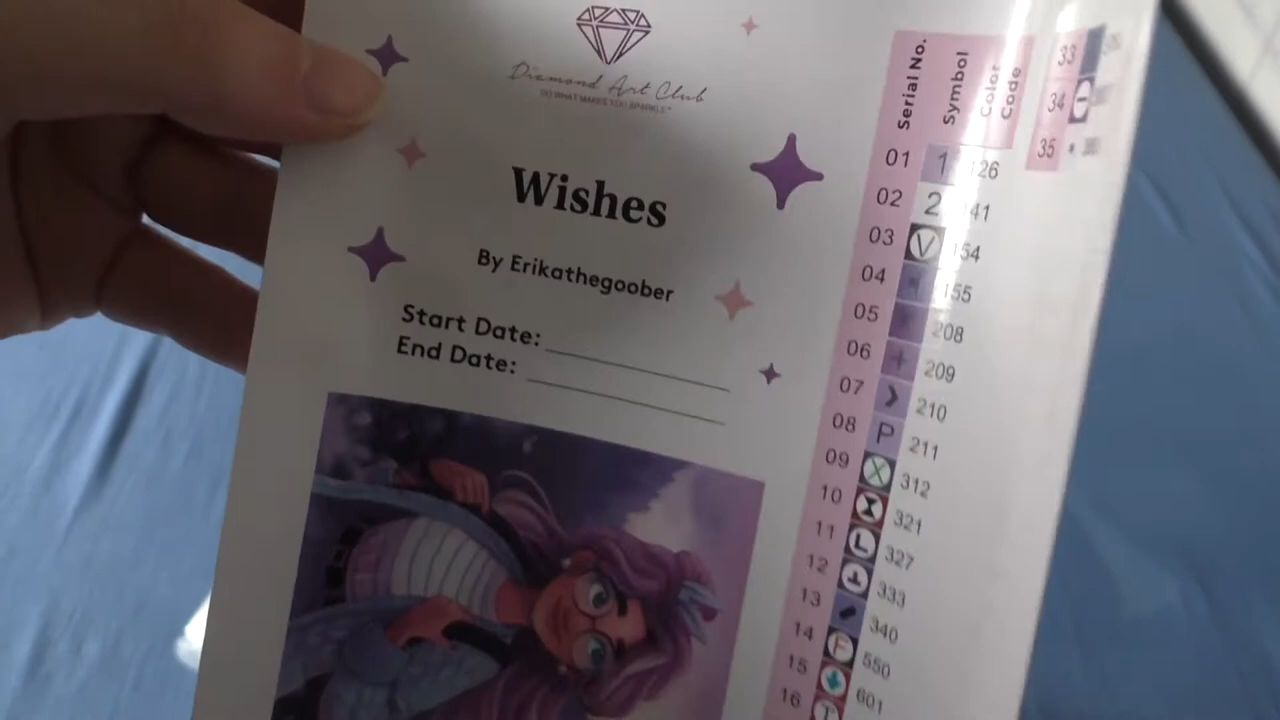 Diamond Art Club
DO WHAT MAKES YOU SPARKLE™
Wishes
By Erikathegoober
Start Date:
End Date:
Serial No. Symbol Color Code
01 1 126
02 2 141
03 V 154
04 155
05 208
06 + 209
07 210
08 P 211
09 X 312
10 321
11 L 327
12 333
13 340
14 F 550
15 601
16 T
33
34
35